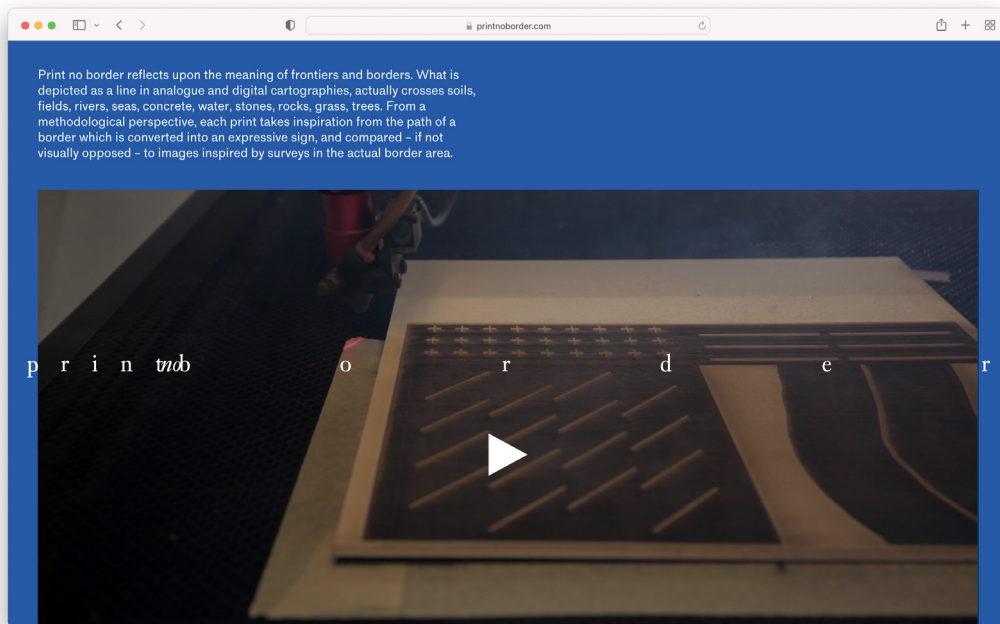 printnoborder.com
Print no border reflects upon the meaning of frontiers and borders. What is
depicted as a line in analogue and digital cartographies, actually crosses soils,
fields, rivers, seas, concrete, water, stones, rocks, grass, trees. From a
methodological perspective, each print takes inspiration from the path of a
border which is converted into an expressive sign, and compared – if not
visually opposed – to images inspired by surveys in the actual border area.
p r i n t no b o r d e r